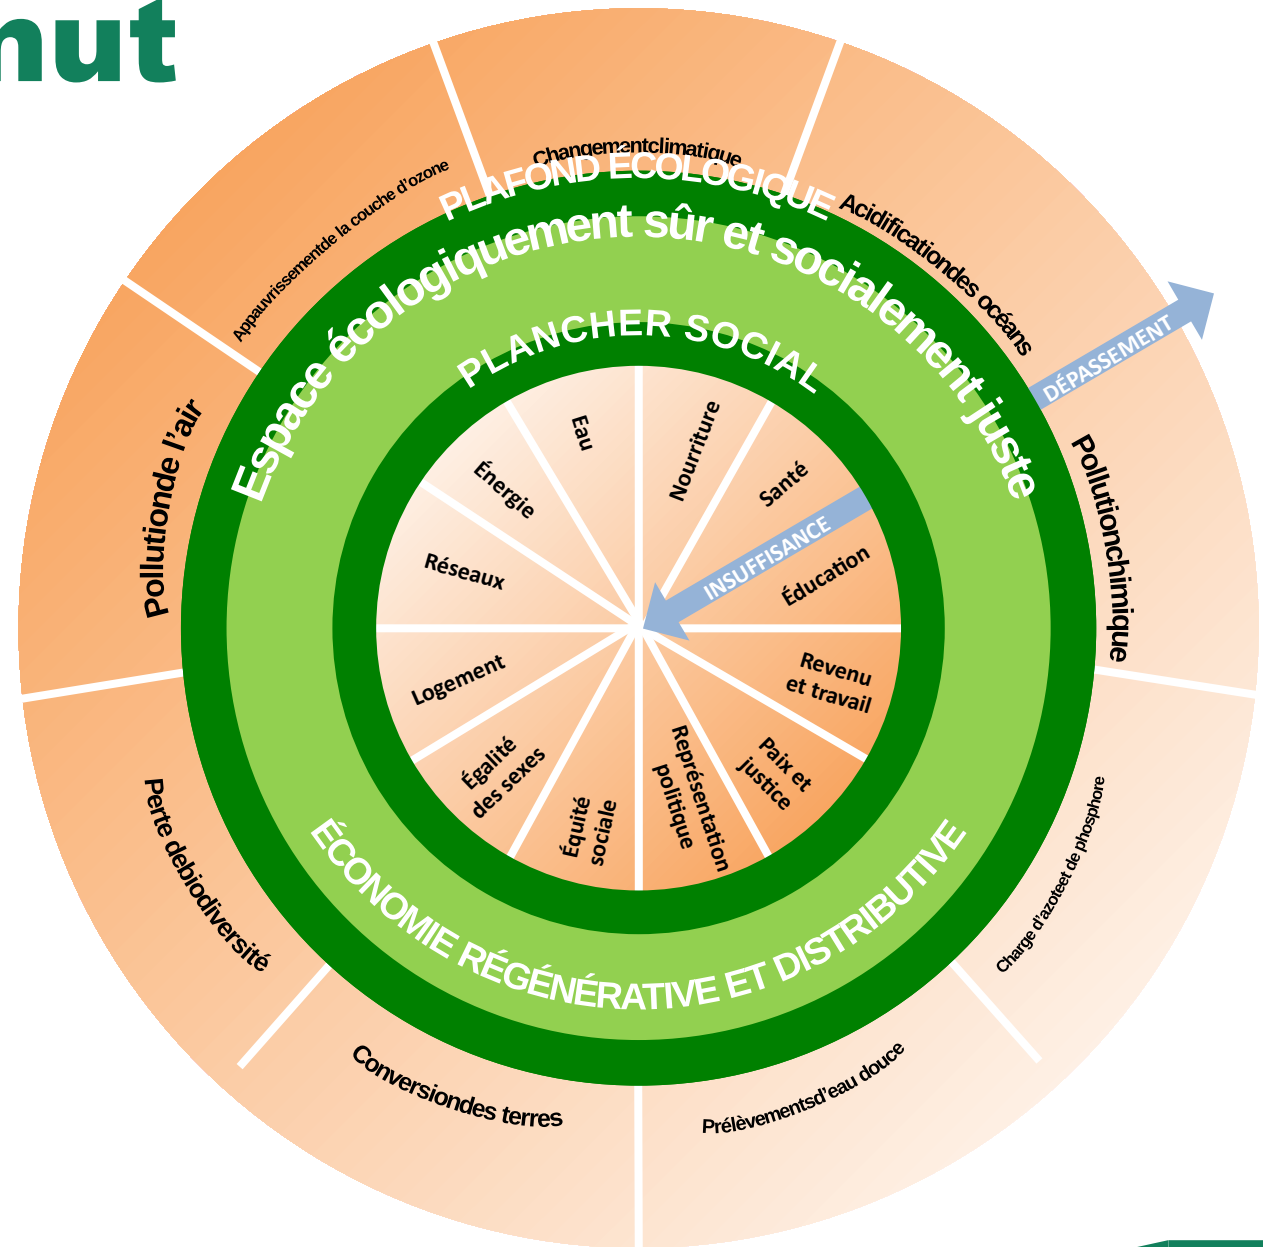 nut
Changementclimatique
PLAFOND ÉCOLOGIQUE
Espace écologiquement sûr et socialement juste
PLANCHER SOCIAL
Acidificationdes océans
DÉPASSEMENT
Pollutionchimique
Charge d'azoteet de phosphore
Prélèvementsd'eau douce
Conversiondes terres
Perte debiodiversité
Pollutionde l'air
Appauvrissementde la couche d'ozone
Eau
Nourriture
Santé
INSUFFISANCE
Éducation
Revenu
et travail
Paix et
justice
Représentation
politique
Équité
sociale
Égalité
des sexes
Logement
Réseaux
Énergie
ÉCONOMIE RÉGÉNÉRATIVE ET DISTRIBUTIVE